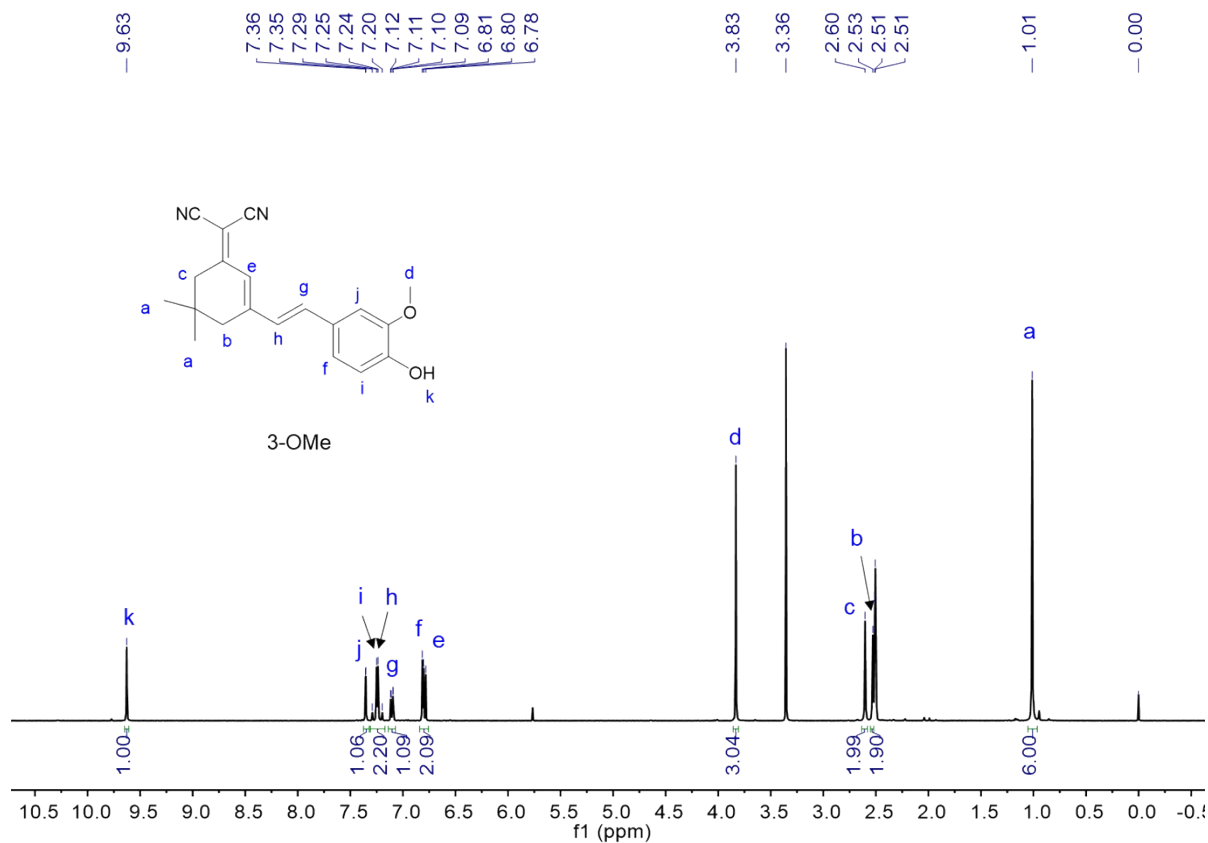 9.63 7.36 7.35 7.29 7.25 7.24 7.20 7.12 7.11 7.10 7.09 6.81 6.80 6.78 3.83 3.36 2.60 2.53 2.51 2.51 1.01 0.00
NC CN
c e
d
g j
a O
a b h
f OH
i k
3-OMe
a
d
b
i h c
k f
j g e
1.00 1.06 2.20 1.09 2.09 3.04 1.99 1.90 6.00
10.5 10.0 9.5 9.0 8.5 8.0 7.5 7.0 6.5 6.0 5.5 5.0 4.5 4.0 3.5 3.0 2.5 2.0 1.5 1.0 0.5 0.0 -0.5
f1 (ppm)